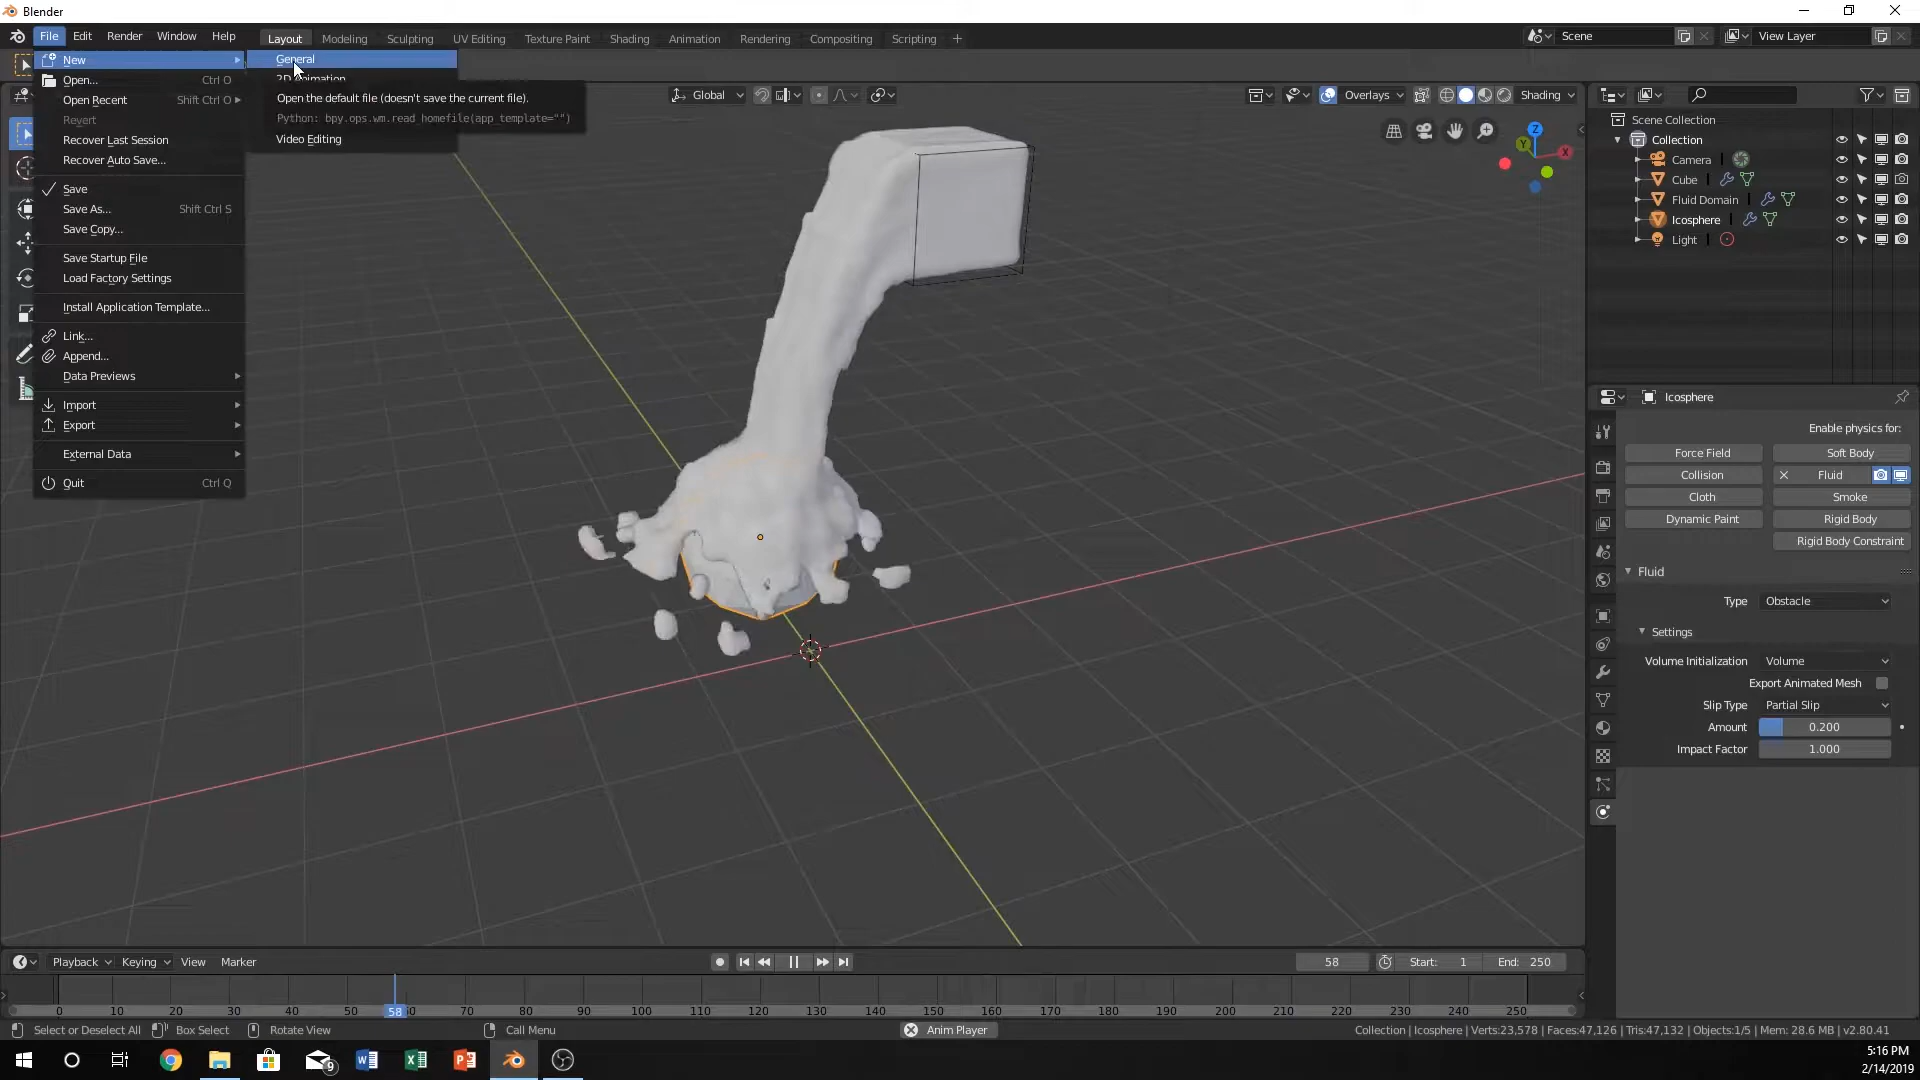 Blender
File Edit Render Window Help Layout Modeling Sculpting UV Editing Texture Paint Shading Animation Rendering Compositing Scripting + Scene View Layer
New
General
Open... Ctrl O
2D Animation
Open Recent Shift Ctrl O
Open the default file (doesn't save the current file).
Python: bpy.ops.wm.read_homefile(app_template="")
Video Editing
Revert
Recover Last Session
Recover Auto Save...
Save
Save As... Shift Ctrl S
Save Copy...
Save Startup File
Load Factory Settings
Install Application Template...
Link...
Append...
Data Previews
Import
Export
External Data
Quit Ctrl Q
Global
Overlays
Shading
Z
Y
X
Scene Collection
Collection
Camera
Cube
Fluid Domain
Icosphere
Light
Icosphere
Enable physics for:
Force Field Soft Body
Collision Fluid
Cloth Smoke
Dynamic Paint Rigid Body
Rigid Body Constraint
Fluid
Type Obstacle
Settings
Volume Initialization Volume
Export Animated Mesh
Slip Type Partial Slip
Amount 0.200
Impact Factor 1.000
Playback Keying View Marker 58 Start: 1 End: 250
0 10 20 30 40 50 58 70 80 90 100 110 120 130 140 150 160 170 180 190 200 210 220 230 240 250
Select or Deselect All Box Select Rotate View Call Menu Anim Player Collection | Icosphere | Verts:23,578 | Faces:47,126 | Tris:47,132 | Objects:1/5 | Mem: 28.6 MB | v2.80.41
9
5:16 PM
2/14/2019